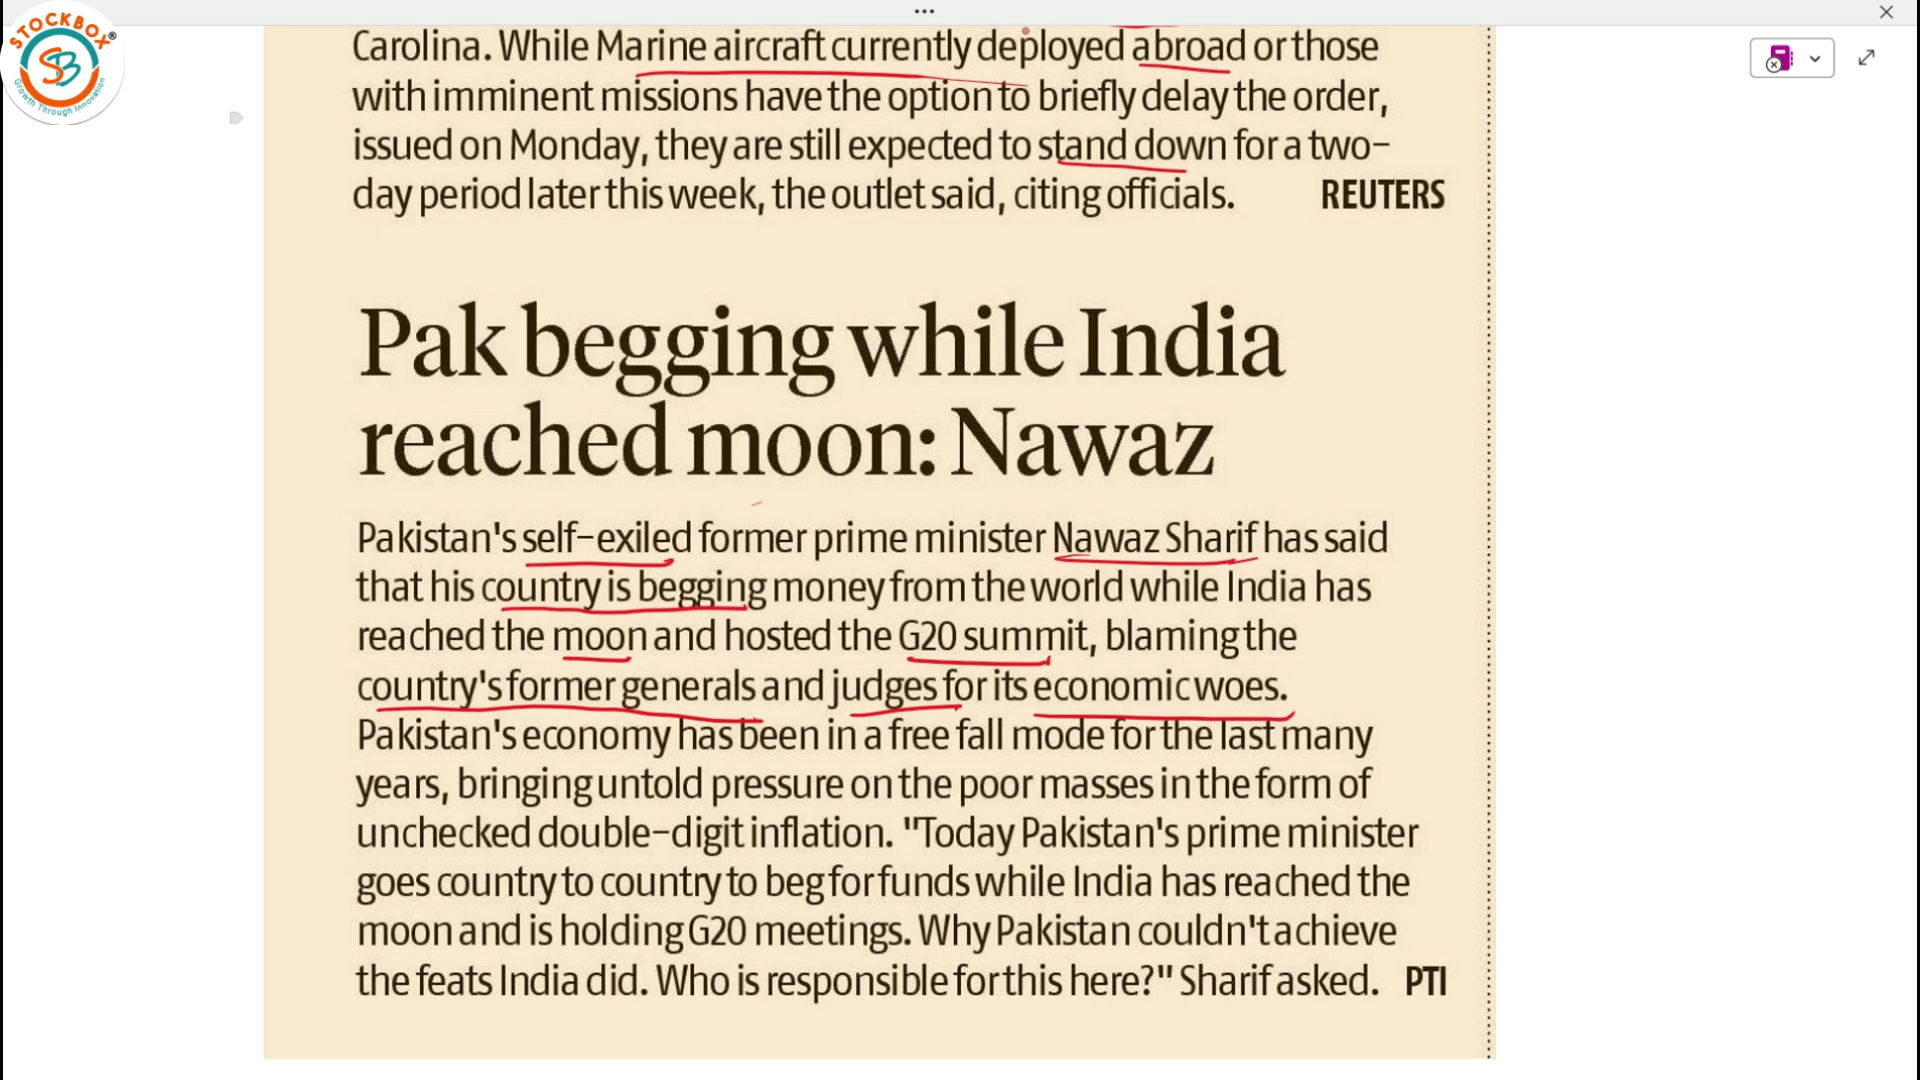 STOCKBOX®
SB
Growth Through Innovation
Carolina. While Marine aircraft currently deployed abroad or those
with imminent missions have the option to briefly delay the order,
issued on Monday, they are still expected to stand down for a two-
day period later this week, the outlet said, citing officials. REUTERS
Pak begging while India
reached moon: Nawaz
Pakistan's self-exiled former prime minister Nawaz Sharif has said
that his country is begging money from the world while India has
reached the moon and hosted the G20 summit, blaming the
country's former generals and judges for its economic woes.
Pakistan's economy has been in a free fall mode for the last many
years, bringing untold pressure on the poor masses in the form of
unchecked double-digit inflation. "Today Pakistan's prime minister
goes country to country to beg for funds while India has reached the
moon and is holding G20 meetings. Why Pakistan couldn't achieve
the feats India did. Who is responsible for this here?" Sharif asked. PTI